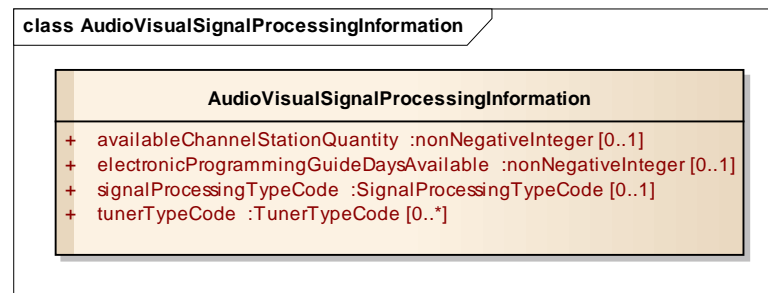 class AudioVisualSignalProcessingInformation
AudioVisualSignalProcessingInformation
+ availableChannelStationQuantity :nonNegativeInteger [0..1]
+ electronicProgrammingGuideDaysAvailable :nonNegativeInteger [0..1]
+ signalProcessingTypeCode :SignalProcessingTypeCode [0..1]
+ tunerTypeCode :TunerTypeCode [0..*]